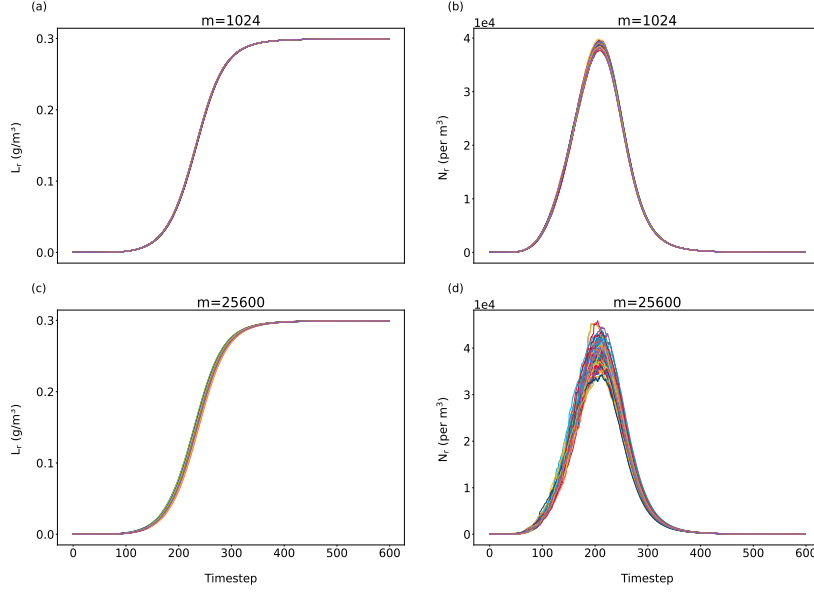 (a)
m=1024
0.3
0.2
0.1
0.0
Lᵣ (g/m³)
(b)
m=1024
1e4
4
3
2
1
0
Nᵣ (per m³)
(c)
m=25600
0.3
0.2
0.1
0.0
Lᵣ (g/m³)
0 100 200 300 400 500 600
Timestep
(d)
m=25600
1e4
4
3
2
1
0
Nᵣ (per m³)
0 100 200 300 400 500 600
Timestep